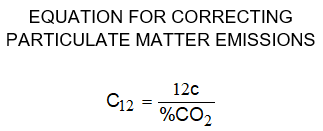 EQUATION FOR CORRECTING
PARTICULATE MATTER EMISSIONS
C₁₂ = 12c / %CO₂